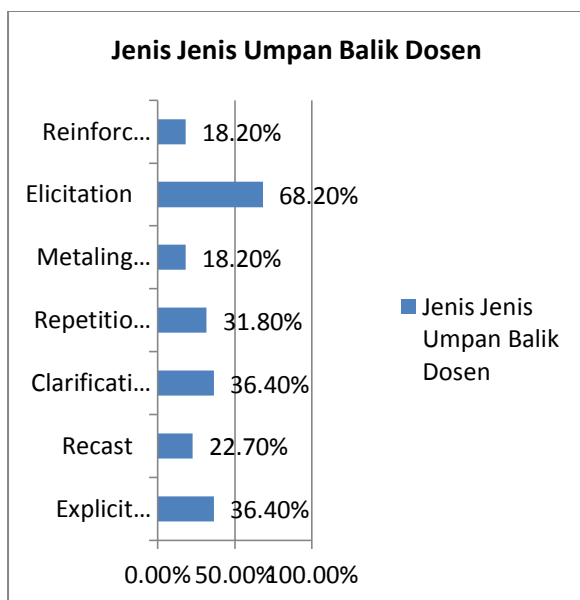 Jenis Jenis Umpan Balik Dosen
Reinforc... 18.20%
Elicitation 68.20%
Metaling... 18.20%
Repetitio... 31.80%
Clarificati... 36.40%
Recast 22.70%
Explicit... 36.40%
0.00% 50.00% 100.00%
Jenis Jenis
Umpan Balik
Dosen